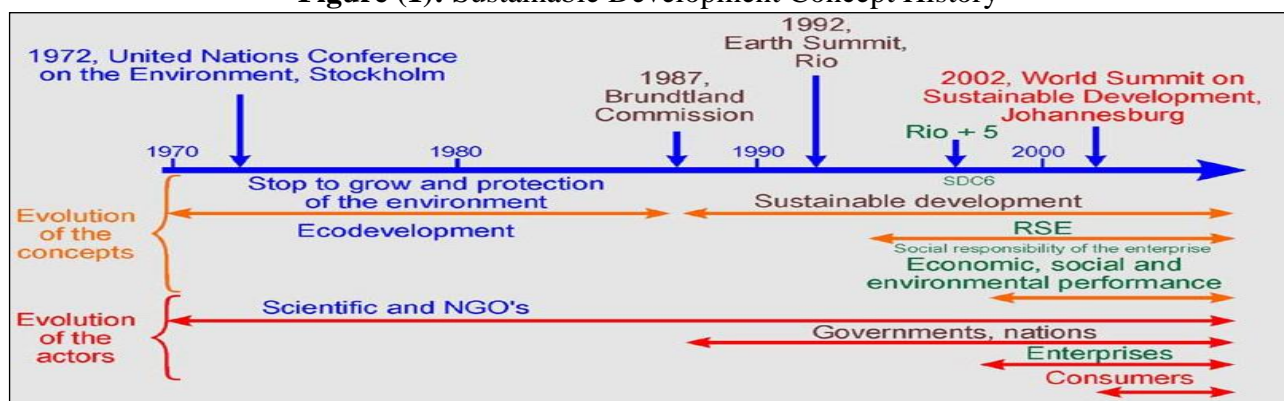 Figure (1): Sustainable Development Concept History
1972, United Nations Conference
on the Environment, Stockholm
1987,
Brundtland
Commission
1992,
Earth Summit,
Rio
Rio + 5
2002, World Summit on
Sustainable Development,
Johannesburg
1970
1980
1990
2000
SDC6
Evolution
of the
concepts
Stop to grow and protection
of the environment
Ecodevelopment
Sustainable development
RSE
Social responsibility of the enterprise
Economic, social and
environmental performance
Evolution
of the
actors
Scientific and NGO's
Governments, nations
Enterprises
Consumers